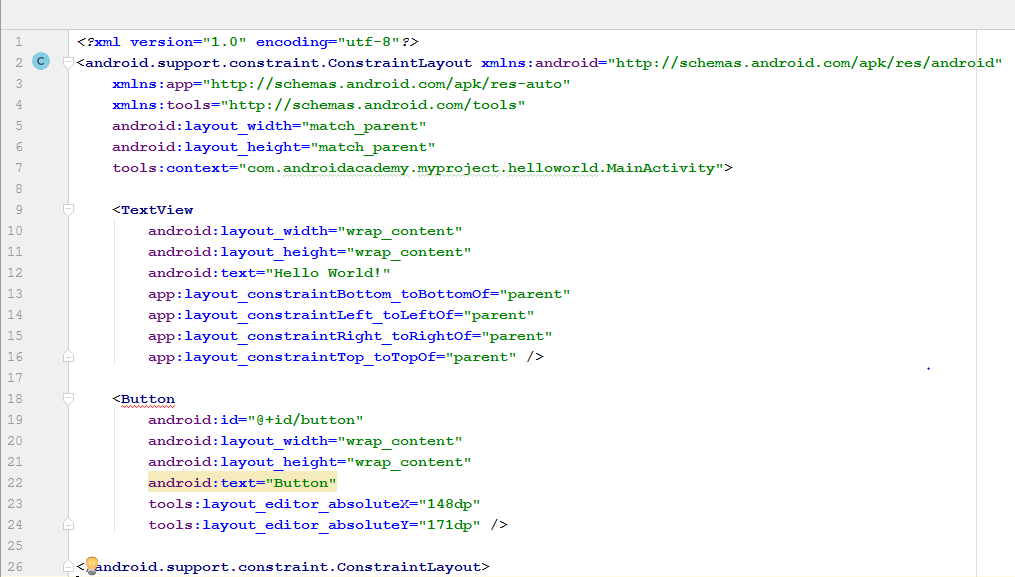 1 <?xml version="1.0" encoding="utf-8"?>
2 C <android.support.constraint.ConstraintLayout xmlns:android="http://schemas.android.com/apk/res/android"
3 xmlns:app="http://schemas.android.com/apk/res-auto"
4 xmlns:tools="http://schemas.android.com/tools"
5 android:layout_width="match_parent"
6 android:layout_height="match_parent"
7 tools:context="com.androidacademy.myproject.helloworld.MainActivity">
8
9 <TextView
10 android:layout_width="wrap_content"
11 android:layout_height="wrap_content"
12 android:text="Hello World!"
13 app:layout_constraintBottom_toBottomOf="parent"
14 app:layout_constraintLeft_toLeftOf="parent"
15 app:layout_constraintRight_toRightOf="parent"
16 app:layout_constraintTop_toTopOf="parent" />
17
18 <Button
19 android:id="@+id/button"
20 android:layout_width="wrap_content"
21 android:layout_height="wrap_content"
22 android:text="Button"
23 tools:layout_editor_absoluteX="148dp"
24 tools:layout_editor_absoluteY="171dp" />
25
26 </android.support.constraint.ConstraintLayout>